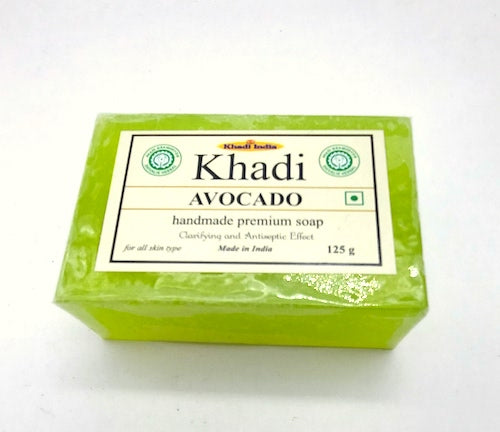 Khadi India
Khadi
AVOCADO
handmade premium soap
Clarifying and Antiseptic Effect
for all skin type Made in India 125 g